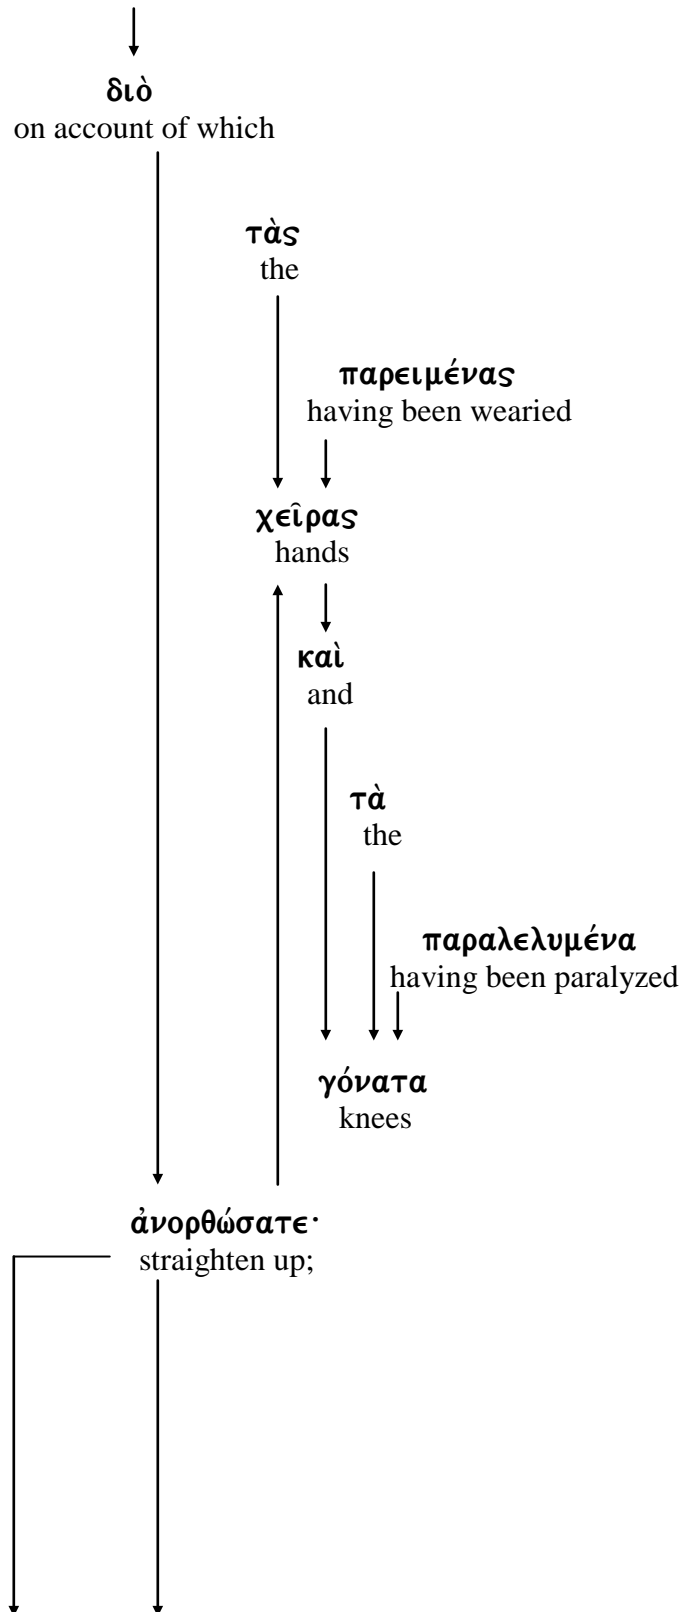 διὸ
on account of which
τὰς
the
παρειμένας
having been wearied
χεῖρας
hands
καὶ
and
τὰ
the
παραλελυμένα
having been paralyzed
γόνατα
knees
ἀνορθώσατε·
straighten up;